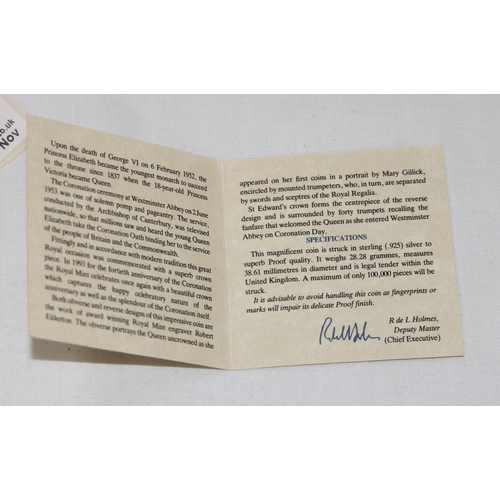 b.uk
Nov
Upon the death of George VI on 6 February 1952, the
Princess Elizabeth became the youngest monarch to succeed
to the throne since 1837 when the 18-year-old Princess
Victoria became Queen.
The Coronation ceremony at Westminster Abbey on 2 June
1953 was one of solemn pomp and pageantry. The service,
conducted by the Archbishop of Canterbury, was televised
nationwide, so that millions saw and heard the young Queen
Elizabeth take the Coronation Oath binding her to the service
of the people of Britain and the Commonwealth.
Fittingly and in accordance with modern tradition this great
Royal occasion was commemorated with a superb crown
piece. In 1993 for the fortieth anniversary of the Coronation
the Royal Mint celebrates once again with a beautiful crown
which captures the happy celebratory nature of the
anniversary as well as the splendour of the Coronation itself.
Both obverse and reverse designs of this impressive coin are
the work of award winning Royal Mint engraver Robert
Elderton. The obverse portrays the Queen uncrowned as she
appeared on her first coins in a portrait by Mary Gillick,
encircled by mounted trumpeters, who, in turn, are separated
by swords and sceptres of the Royal Regalia.
St Edward's crown forms the centrepiece of the reverse
design and is surrounded by forty trumpets recalling the
fanfare that welcomed the Queen as she entered Westminster
Abbey on Coronation Day.
SPECIFICATIONS
This magnificent coin is struck in sterling (.925) silver to
superb Proof quality. It weighs 28.28 grammes, measures
38.61 millimetres in diameter and is legal tender within the
United Kingdom. A maximum of only 100,000 pieces will be
struck.
It is advisable to avoid handling this coin as fingerprints or
marks will impair its delicate Proof finish.
R de L Holmes,
Deputy Master
(Chief Executive)